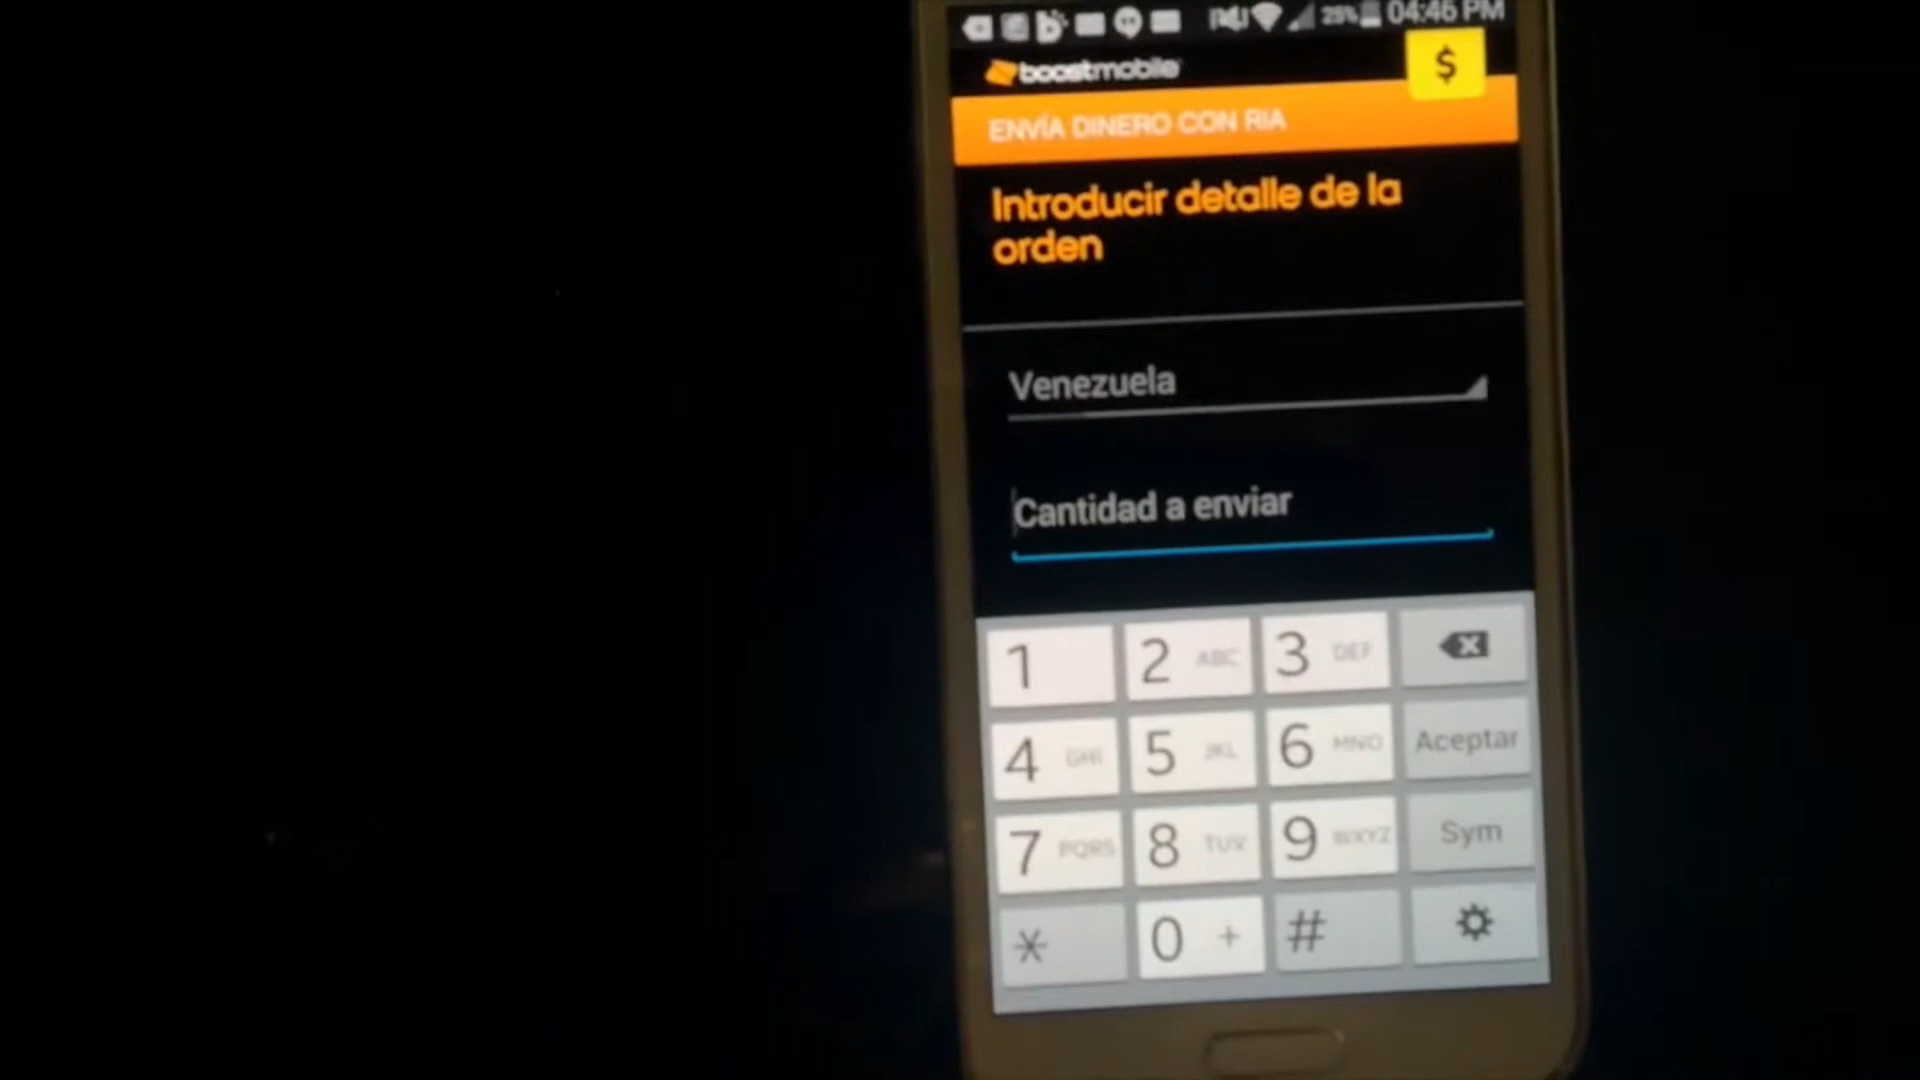 25% 04:46 PM
boostmobile
$
ENVÍA DINERO CON RIA
Introducir detalle de la
orden
Venezuela
Cantidad a enviar
1 2 ABC 3 DEF
4 GHI 5 JKL 6 MNO Aceptar
7 PQRS 8 TUV 9 WXYZ Sym
* 0 + #